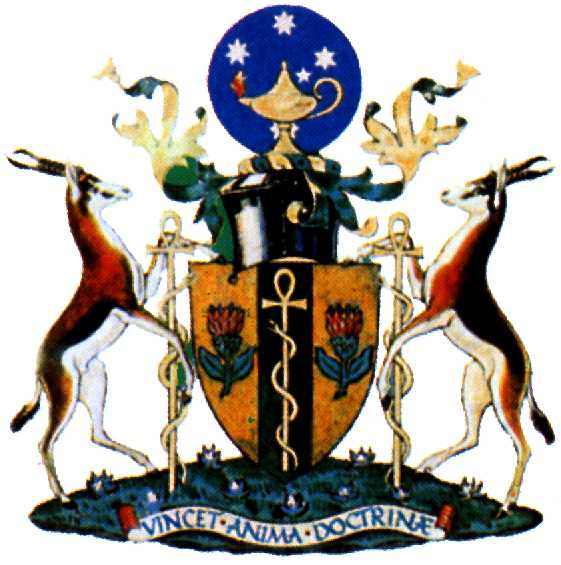 VINCET · ANIMA · DOCTRINÆ